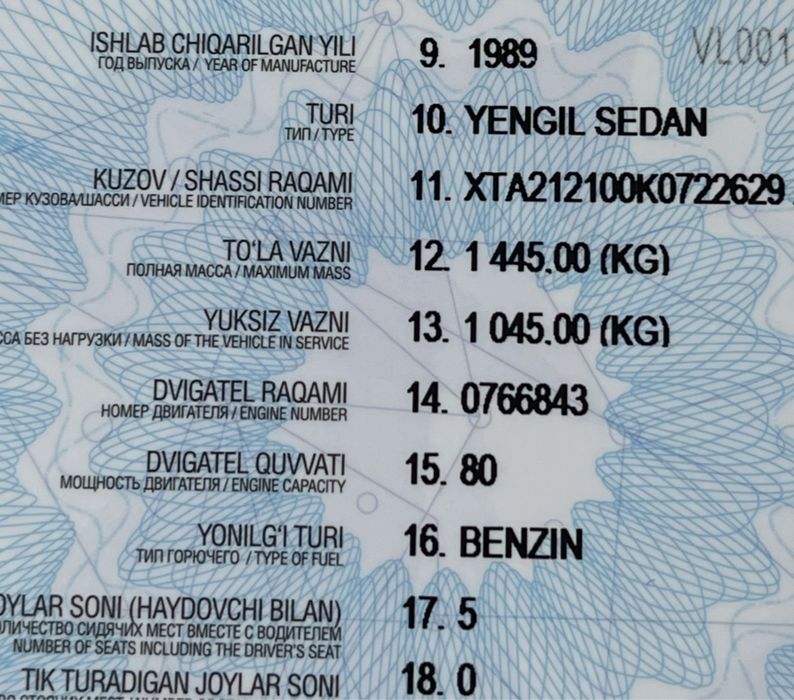 ISHLAB CHIQARILGAN YILI 9. 1989 VL001
ГОД ВЫПУСКА / YEAR OF MANUFACTURE
TURI 10. YENGIL SEDAN
ТИП / TYPE
KUZOV / SHASSI RAQAMI 11. XTA212100K0722629
КУЗОВА/ШАССИ / VEHICLE IDENTIFICATION NUMBER
TO'LA VAZNI 12. 1 445.00 (KG)
ПОЛНАЯ МАССА / MAXIMUM MASS
YUKSIZ VAZNI 13. 1 045.00 (KG)
БЕЗ НАГРУЗКИ / MASS OF THE VEHICLE IN SERVICE
DVIGATEL RAQAMI 14. 0766843
НОМЕР ДВИГАТЕЛЯ / ENGINE NUMBER
DVIGATEL QUVVATI 15. 80
МОЩНОСТЬ ДВИГАТЕЛЯ / ENGINE CAPACITY
YONILG'I TURI 16. BENZIN
ТИП ГОРЮЧЕГО / TYPE OF FUEL
OYLAR SONI (HAYDOVCHI BILAN) 17. 5
ЛИЧЕСТВО СИДЯЧИХ МЕСТ ВМЕСТЕ С ВОДИТЕЛЕМ
NUMBER OF SEATS INCLUDING THE DRIVER'S SEAT
TIK TURADIGAN JOYLAR SONI 18. 0